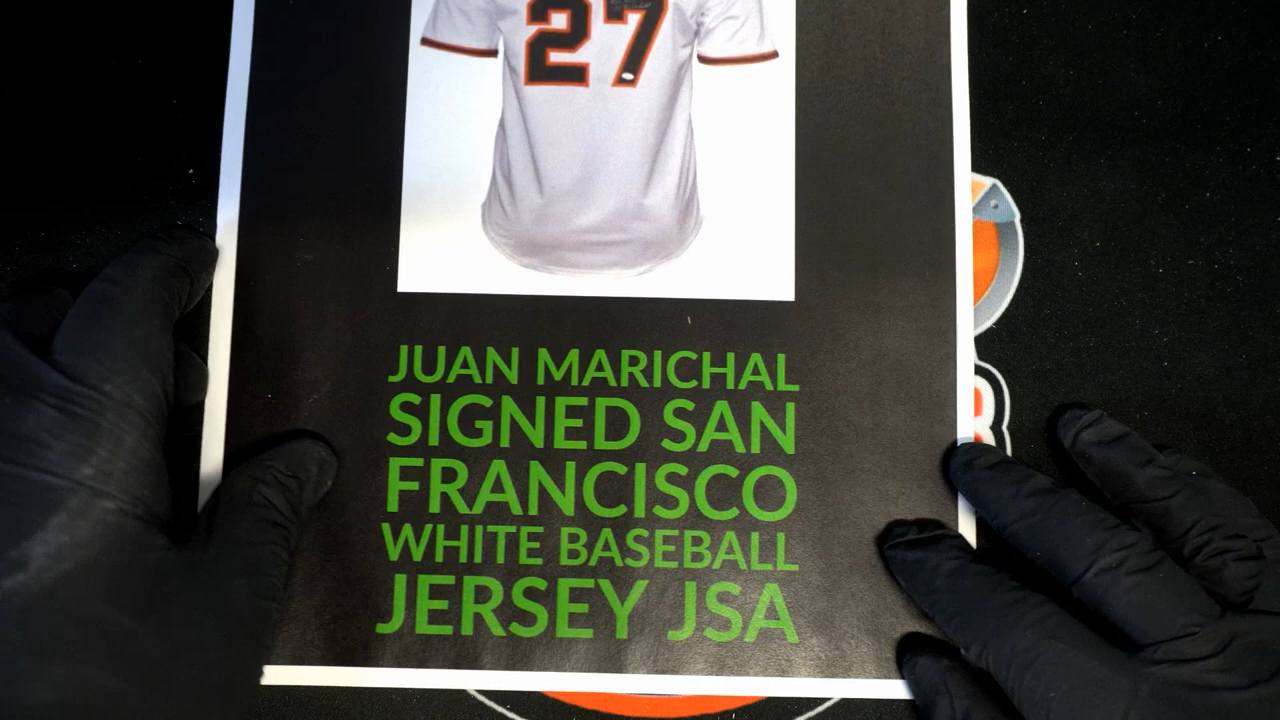 27
JUAN MARICHAL
SIGNED SAN
FRANCISCO
WHITE BASEBALL
JERSEY JSA